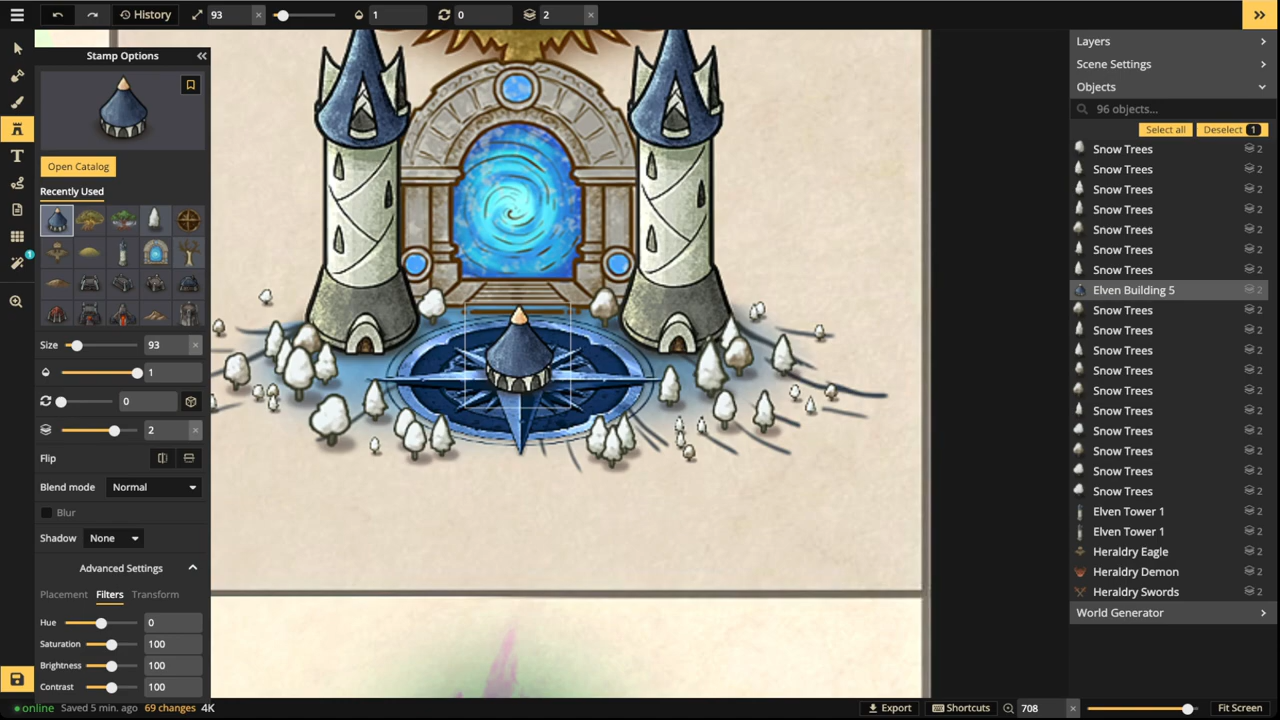 History 93 × 1 0 2 ×
Stamp Options
Open Catalog
Recently Used
1
Size 93 ×
1
0
2 ×
Flip
Blend mode Normal
Blur
Shadow None
Advanced Settings
Placement Filters Transform
Hue 0
Saturation 100
Brightness 100
Contrast 100
Layers
Scene Settings
Objects
96 objects...
Select all Deselect 1
Snow Trees 2
Snow Trees 2
Snow Trees 2
Snow Trees 2
Snow Trees 2
Snow Trees 2
Snow Trees 2
Elven Building 5 2
Snow Trees 2
Snow Trees 2
Snow Trees 2
Snow Trees 2
Snow Trees 2
Snow Trees 2
Snow Trees 2
Snow Trees 2
Snow Trees 2
Snow Trees 2
Elven Tower 1 2
Elven Tower 1 2
Heraldry Eagle 2
Heraldry Demon 2
Heraldry Swords 2
World Generator
online Saved 5 min. ago 69 changes 4K Export Shortcuts 708 × Fit Screen